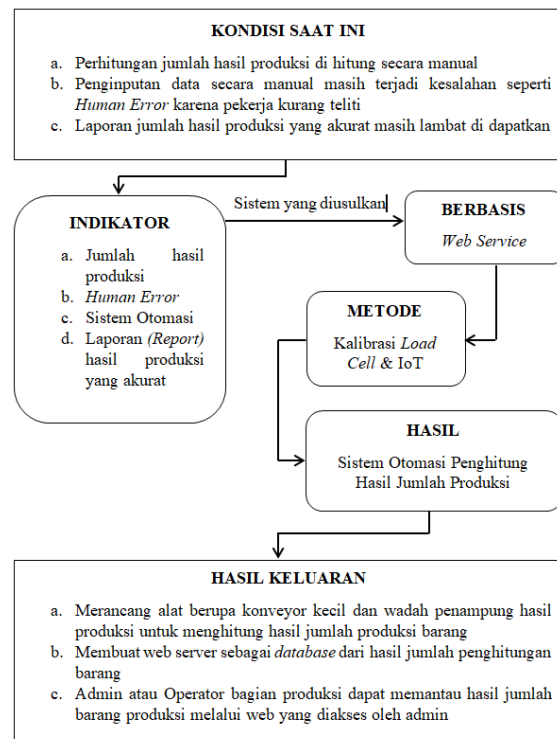 KONDISI SAAT INI
a. Perhitungan jumlah hasil produksi di hitung secara manual
b. Penginputan data secara manual masih terjadi kesalahan seperti
Human Error karena pekerja kurang teliti
c. Laporan jumlah hasil produksi yang akurat masih lambat di dapatkan
Sistem yang diusulkan
INDIKATOR
a. Jumlah hasil
produksi
b. Human Error
c. Sistem Otomasi
d. Laporan (Report)
hasil produksi
yang akurat
BERBASIS
Web Service
METODE
Kalibrasi Load
Cell & IoT
HASIL
Sistem Otomasi Penghitung
Hasil Jumlah Produksi
HASIL KELUARAN
a. Merancang alat berupa konveyor kecil dan wadah penampung hasil
produksi untuk menghitung hasil jumlah produksi barang
b. Membuat web server sebagai database dari hasil jumlah penghitungan
barang
c. Admin atau Operator bagian produksi dapat memantau hasil jumlah
barang produksi melalui web yang diakses oleh admin